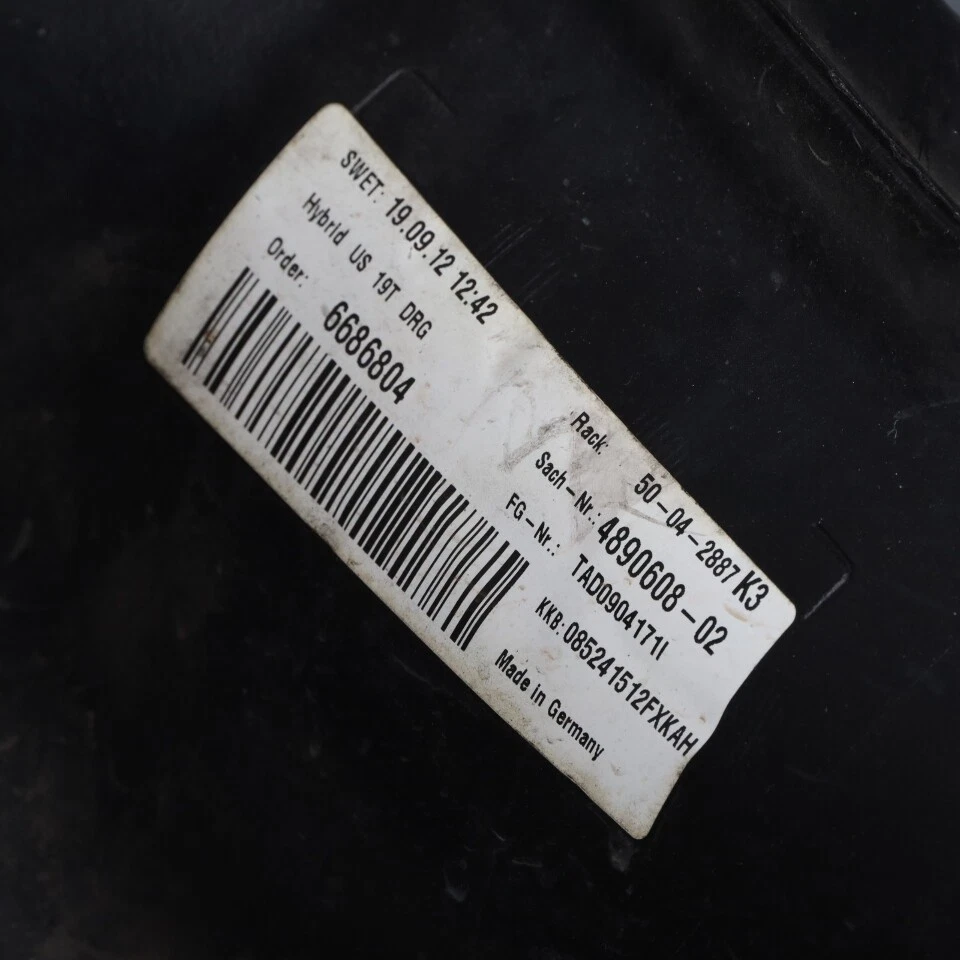 SWET: 19.09.12 12:42
Hybrid US 19T DRG
Order: 6686804
Rack: 50-04-2887 K3
Sach-Nr.: 4890608-02
FG-Nr.: TAD0904171I
KKB: 085241512FXKAH
Made in Germany